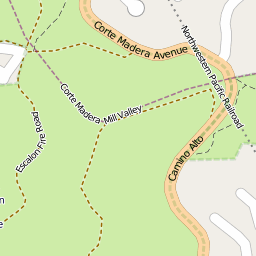 Corte Madera Avenue
Northwestern Pacific Railroad
Corte Madera
Mill Valley
Escalon Fire Road
Camino Alto